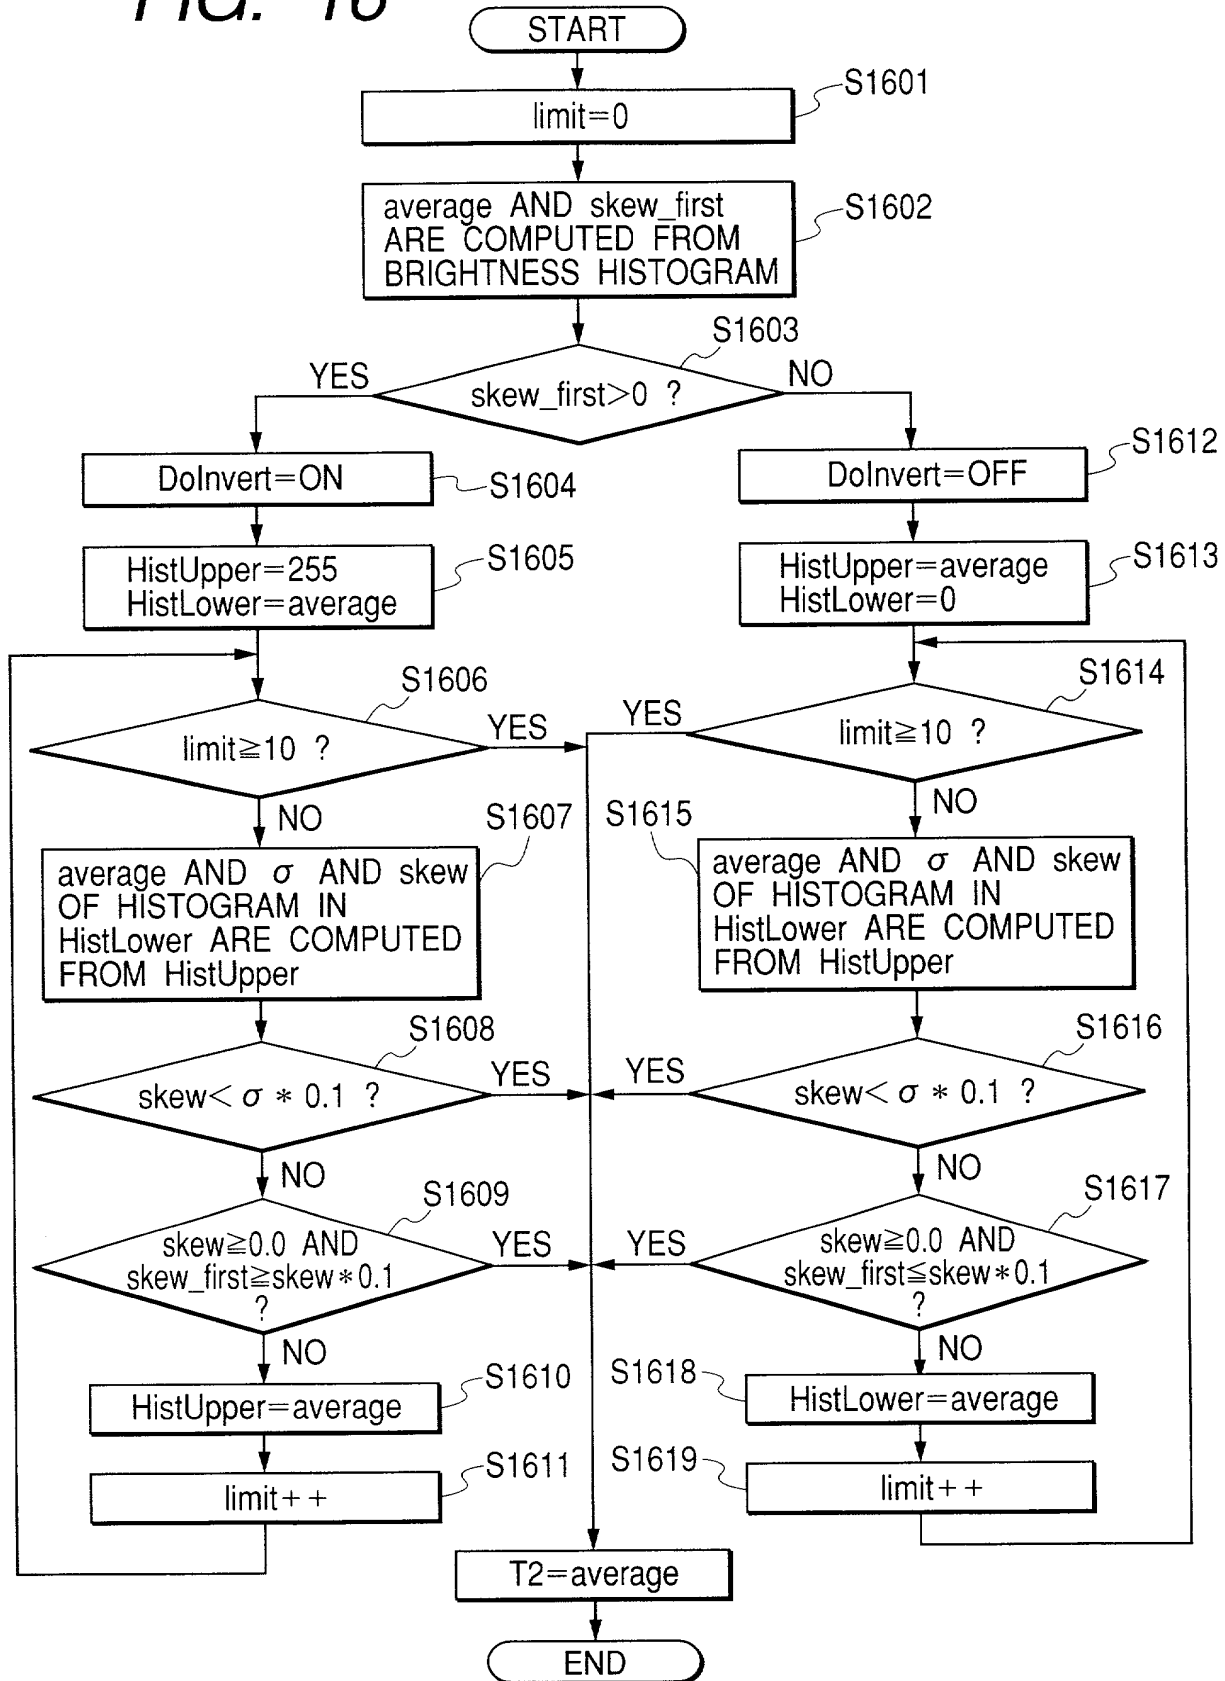 FIG. 16
START
limit=0
S1601
average AND skew_first
ARE COMPUTED FROM
BRIGHTNESS HISTOGRAM
S1602
S1603
YES
skew_first>0 ?
NO
DoInvert=ON
S1604
DoInvert=OFF
S1612
HistUpper=255
HistLower=average
S1605
HistUpper=average
HistLower=0
S1613
S1606
limit≧10 ?
YES
NO
S1614
YES
limit≧10 ?
NO
S1607
average AND σ AND skew
OF HISTOGRAM IN
HistLower ARE COMPUTED
FROM HistUpper
S1615
average AND σ AND skew
OF HISTOGRAM IN
HistLower ARE COMPUTED
FROM HistUpper
S1608
skew< σ * 0.1 ?
YES
NO
S1616
YES
skew< σ * 0.1 ?
NO
S1609
skew≧0.0 AND
skew_first≧skew*0.1
?
YES
NO
S1617
YES
skew≧0.0 AND
skew_first≦skew*0.1
?
NO
S1610
HistUpper=average
S1618
HistLower=average
S1611
limit++
S1619
limit++
T2=average
END